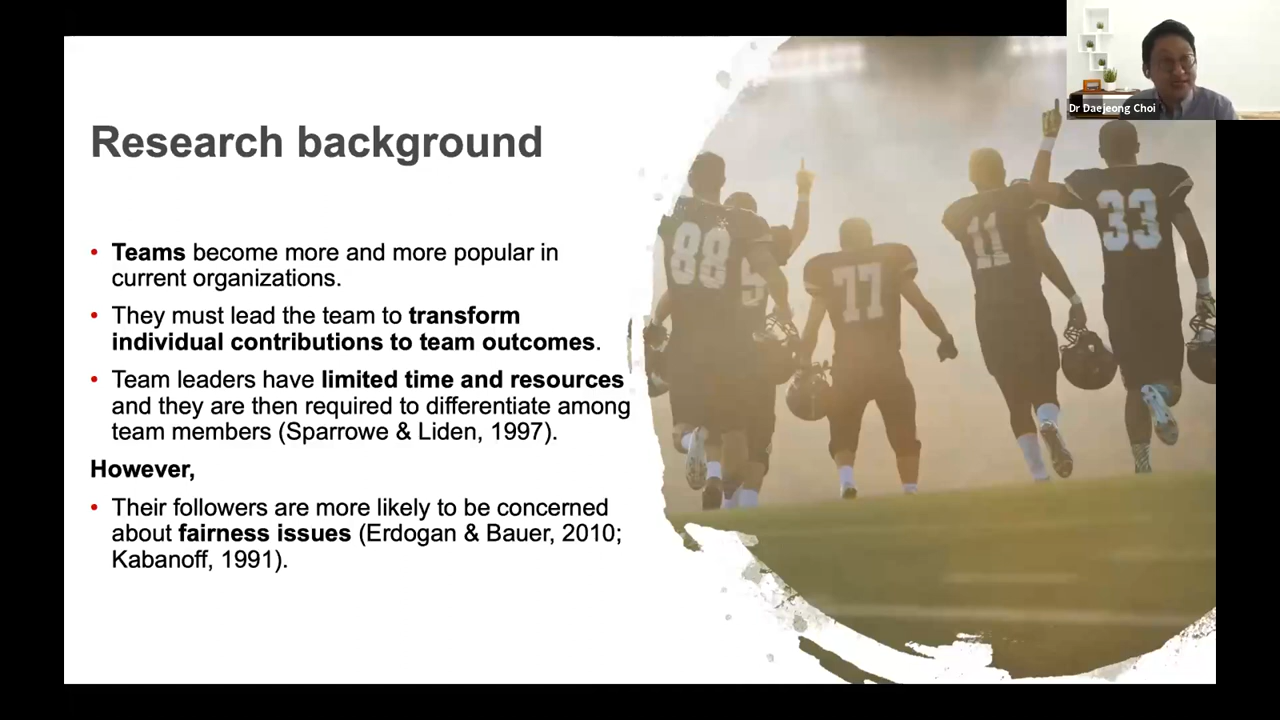 Dr Daejeong Choi
Research background
• Teams become more and more popular in
current organizations.
• They must lead the team to transform
individual contributions to team outcomes.
• Team leaders have limited time and resources
and they are then required to differentiate among
team members (Sparrowe & Liden, 1997).
However,
• Their followers are more likely to be concerned
about fairness issues (Erdogan & Bauer, 2010;
Kabanoff, 1991).
88
77
11
33